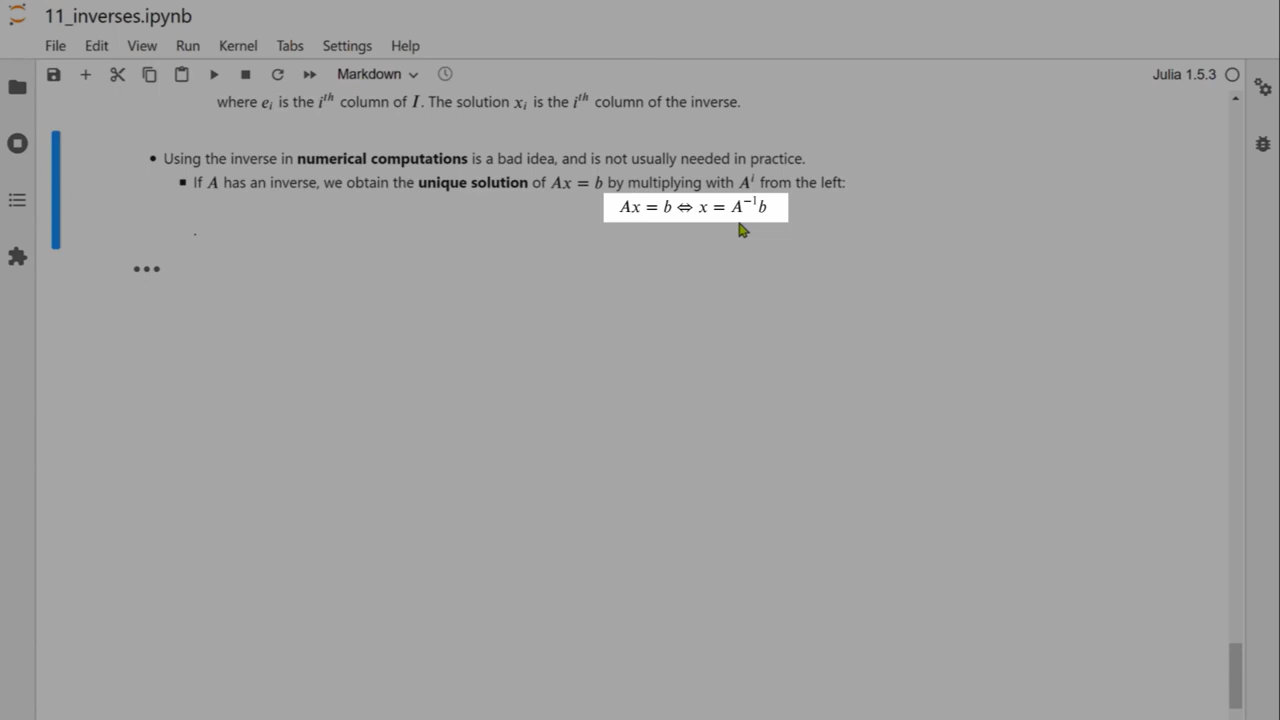 11_inverses.ipynb
File Edit View Run Kernel Tabs Settings Help
Markdown Julia 1.5.3
where eᵢ is the iᵗʰ column of I. The solution xᵢ is the iᵗʰ column of the inverse.
• Using the inverse in numerical computations is a bad idea, and is not usually needed in practice.
▪ If A has an inverse, we obtain the unique solution of Ax = b by multiplying with Aⁱ from the left:
Ax = b ⇔ x = A⁻¹b
.